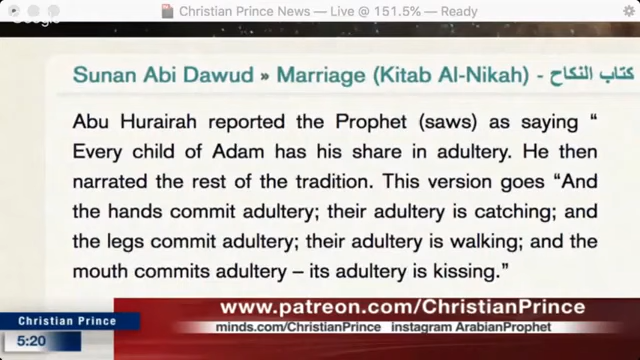 Christian Prince News — Live @ 151.5% — Ready
Google
Sunan Abi Dawud » Marriage (Kitab Al-Nikah) - كتاب النكاح
Abu Hurairah reported the Prophet (saws) as saying “
Every child of Adam has his share in adultery. He then
narrated the rest of the tradition. This version goes “And
the hands commit adultery; their adultery is catching; and
the legs commit adultery; their adultery is walking; and the
mouth commits adultery – its adultery is kissing.”
www.patreon.com/ChristianPrince
Christian Prince
minds.com/ChristianPrince instagram ArabianProphet
5:20